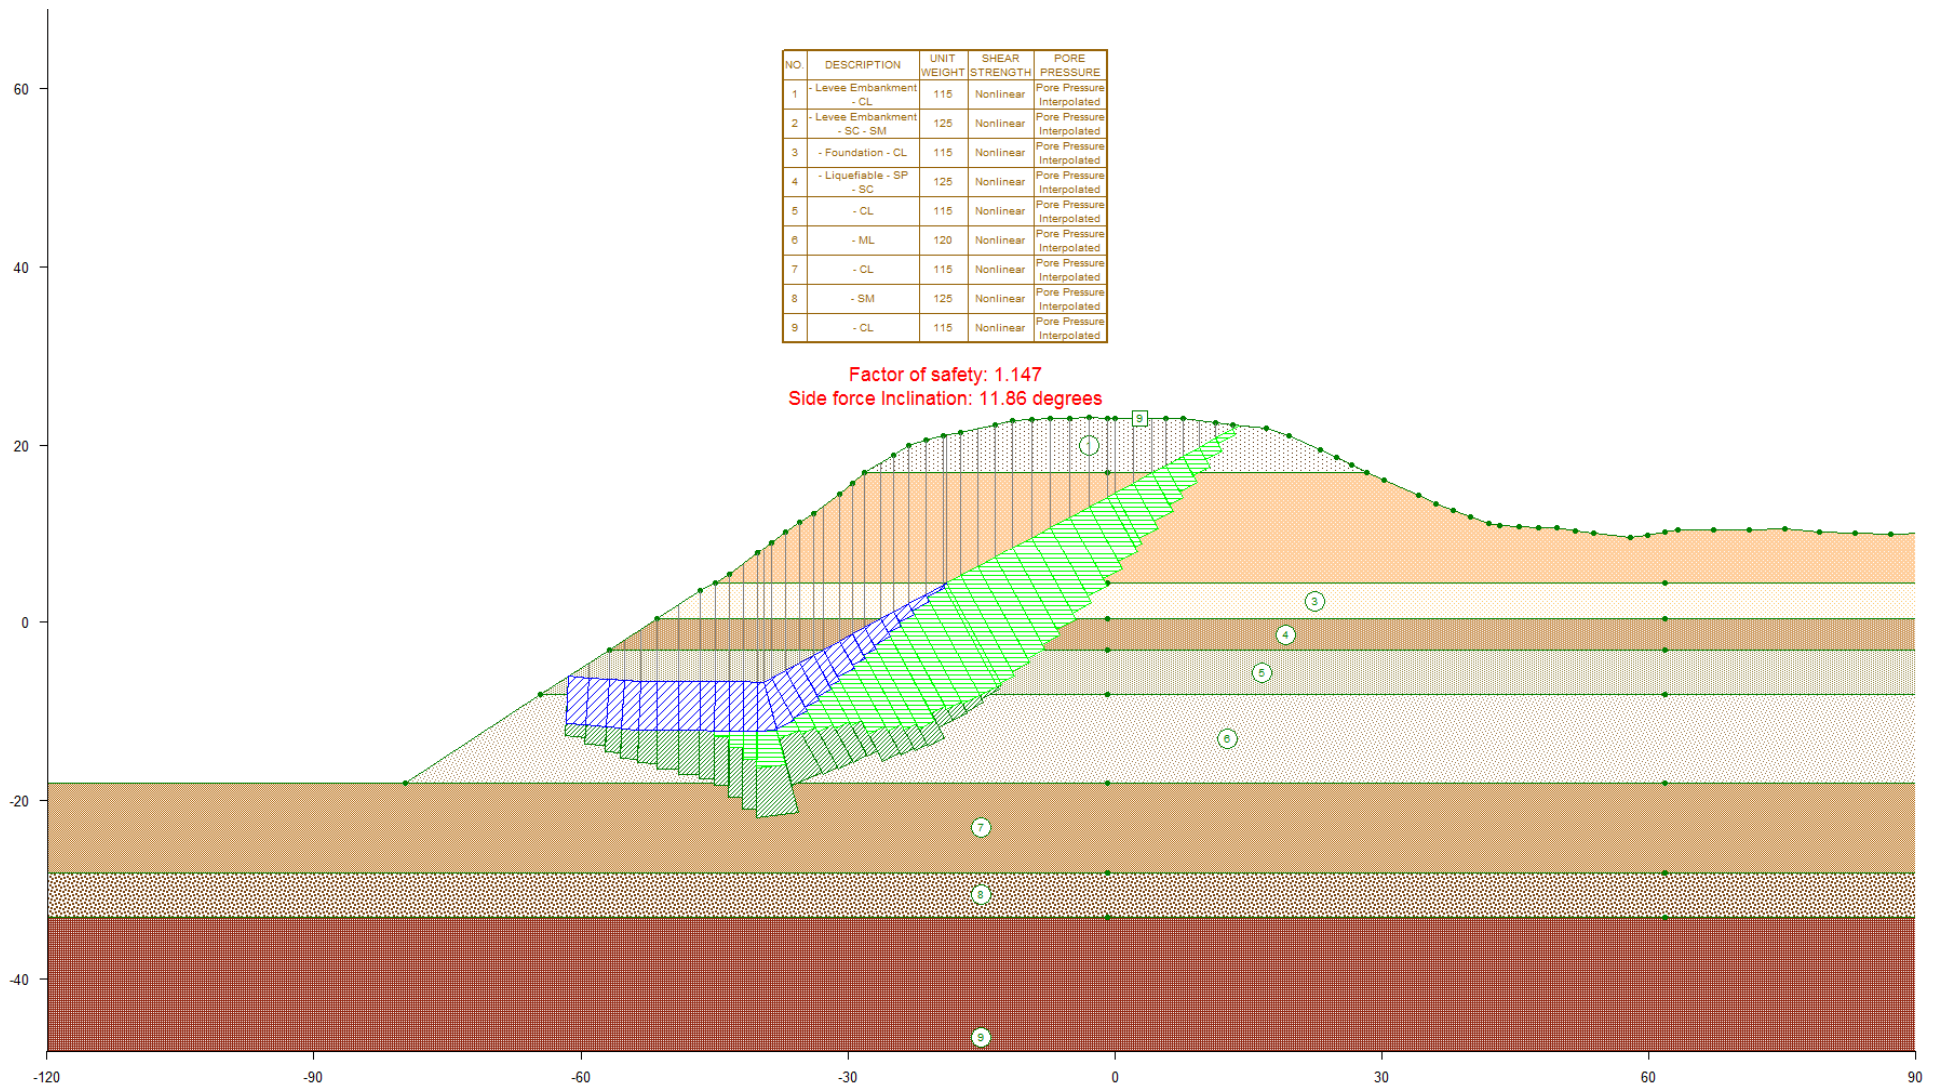 60
40
20
0
-20
-40
-120
-90
-60
-30
0
30
60
90
NO. DESCRIPTION UNIT WEIGHT SHEAR STRENGTH PORE PRESSURE
1 - Levee Embankment - CL 115 Nonlinear Pore Pressure Interpolated
2 - Levee Embankment - SC - SM 125 Nonlinear Pore Pressure Interpolated
3 - Foundation - CL 115 Nonlinear Pore Pressure Interpolated
4 - Liquefiable - SP - SC 125 Nonlinear Pore Pressure Interpolated
5 - CL 115 Nonlinear Pore Pressure Interpolated
6 - ML 120 Nonlinear Pore Pressure Interpolated
7 - CL 115 Nonlinear Pore Pressure Interpolated
8 - SM 125 Nonlinear Pore Pressure Interpolated
9 - CL 115 Nonlinear Pore Pressure Interpolated
Factor of safety: 1.147
Side force Inclination: 11.86 degrees
9
1
3
4
5
6
7
8
9